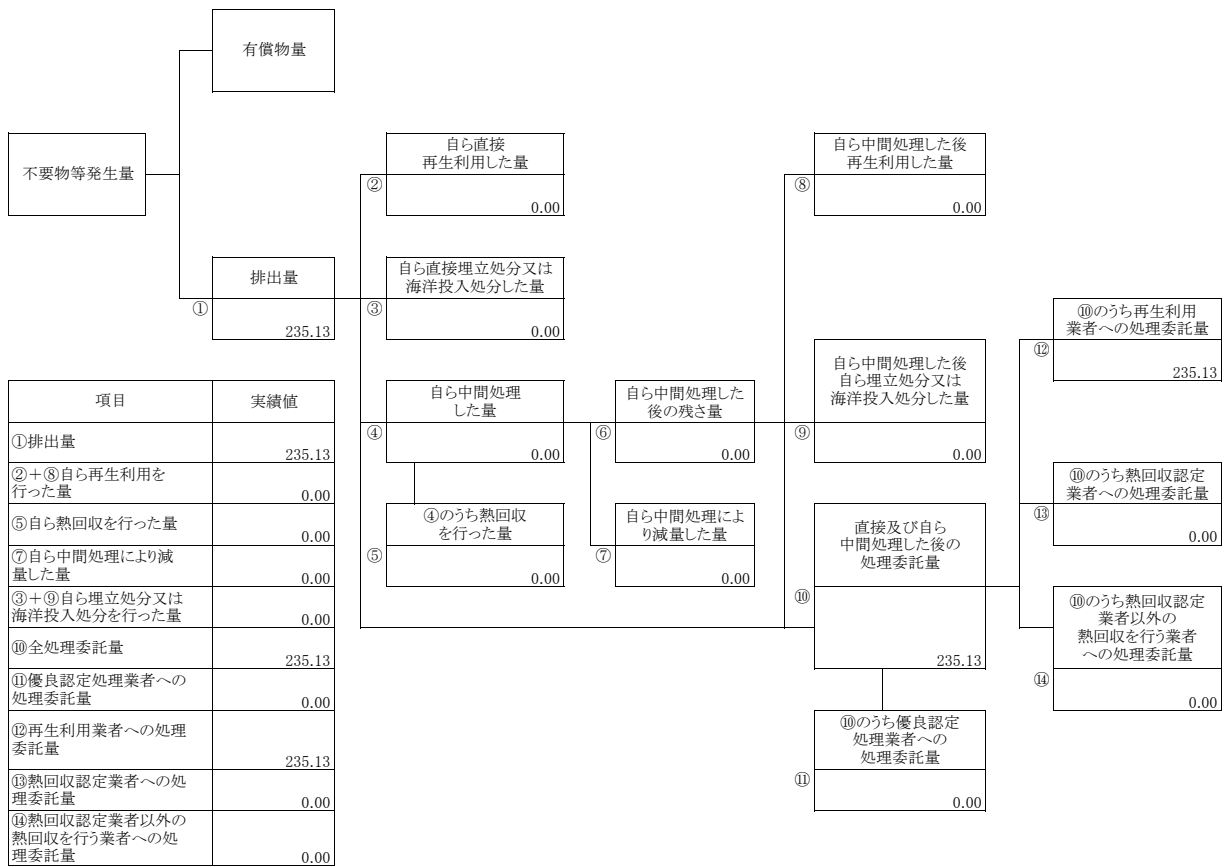 有償物量
不要物等発生量
自ら直接
再生利用した量
②
0.00
自ら中間処理した後
再生利用した量
⑧
0.00
排出量
①
235.13
自ら直接埋立処分又は
海洋投入処分した量
③
0.00
⑩のうち再生利用
業者への処理委託量
⑫
235.13
自ら中間処理
した量
④
0.00
自ら中間処理した
後の残さ量
⑥
0.00
自ら中間処理した後
自ら埋立処分又は
海洋投入処分した量
⑨
0.00
⑩のうち熱回収認定
業者への処理委託量
⑬
0.00
④のうち熱回収
を行った量
⑤
0.00
自ら中間処理によ
り減量した量
⑦
0.00
直接及び自ら
中間処理した後の
処理委託量
⑩
235.13
⑩のうち熱回収認定
業者以外の
熱回収を行う業者
への処理委託量
⑭
0.00
⑩のうち優良認定
処理業者への
処理委託量
⑪
0.00
項目 実績値
①排出量
235.13
②+⑧自ら再生利用を
行った量
0.00
⑤自ら熱回収を行った量
0.00
⑦自ら中間処理により減
量した量
0.00
③+⑨自ら埋立処分又は
海洋投入処分を行った量
0.00
⑩全処理委託量
235.13
⑪優良認定処理業者への
処理委託量
0.00
⑫再生利用業者への処理
委託量
235.13
⑬熱回収認定業者への処
理委託量
0.00
⑭熱回収認定業者以外の
熱回収を行う業者への処
理委託量
0.00